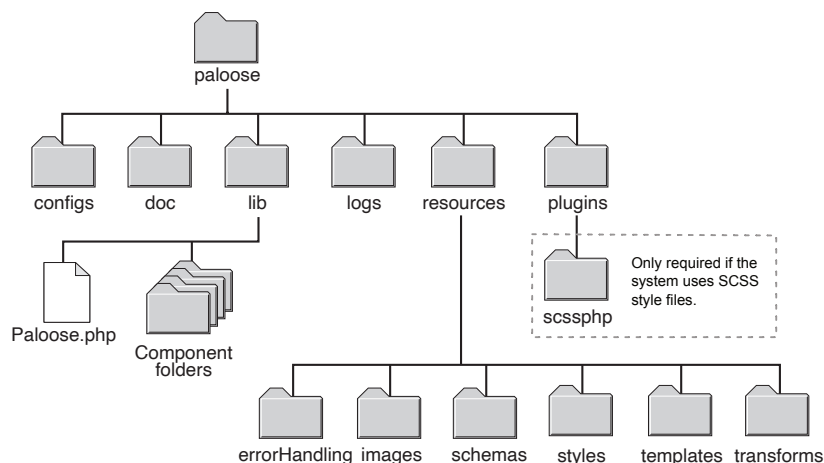 paloose
configs
doc
lib
logs
resources
plugins
Only required if the
system uses SCSS
style files.
scssphp
Paloose.php
Component
folders
errorHandling
images
schemas
styles
templates
transforms